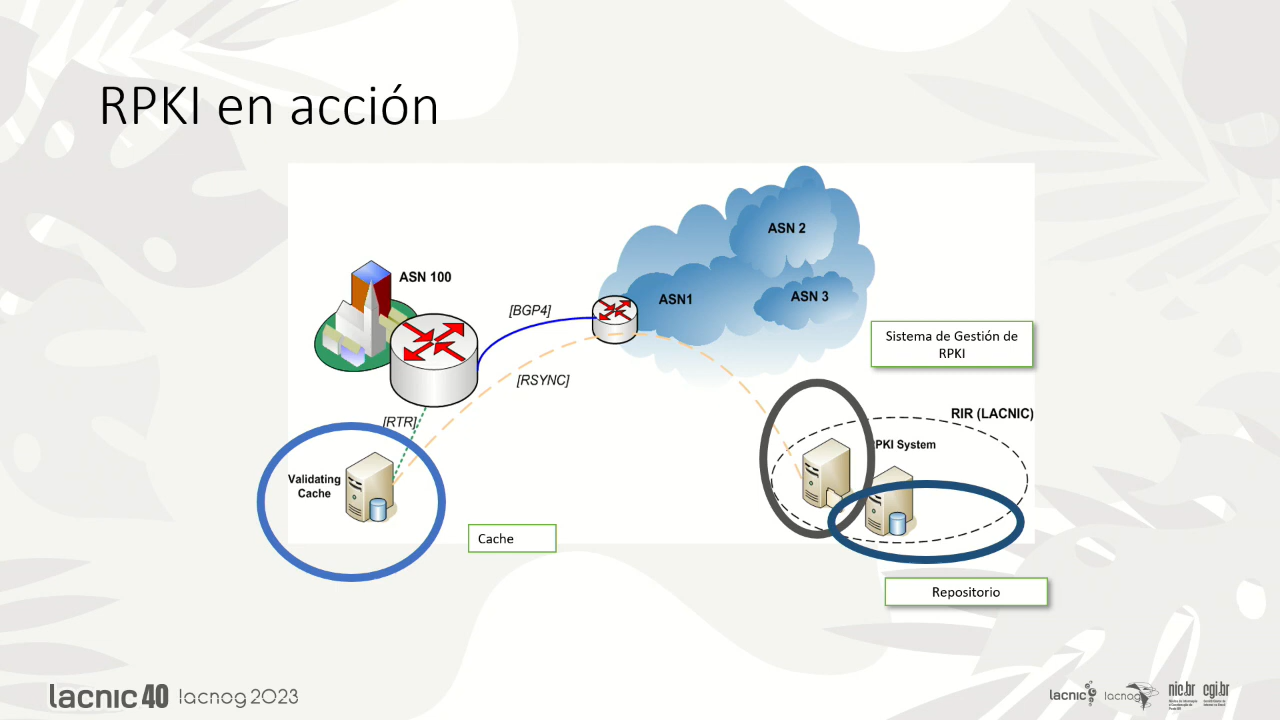 RPKI en acción
ASN 2
ASN 100
ASN1
ASN 3
[BGP4]
Sistema de Gestión de
RPKI
[RSYNC]
[RTR]
RIR (LACNIC)
RPKI System
Validating
Cache
Cache
Repositorio
lacnic 40 lacnog 2023
lacnic lacnog nic.br cgi.br